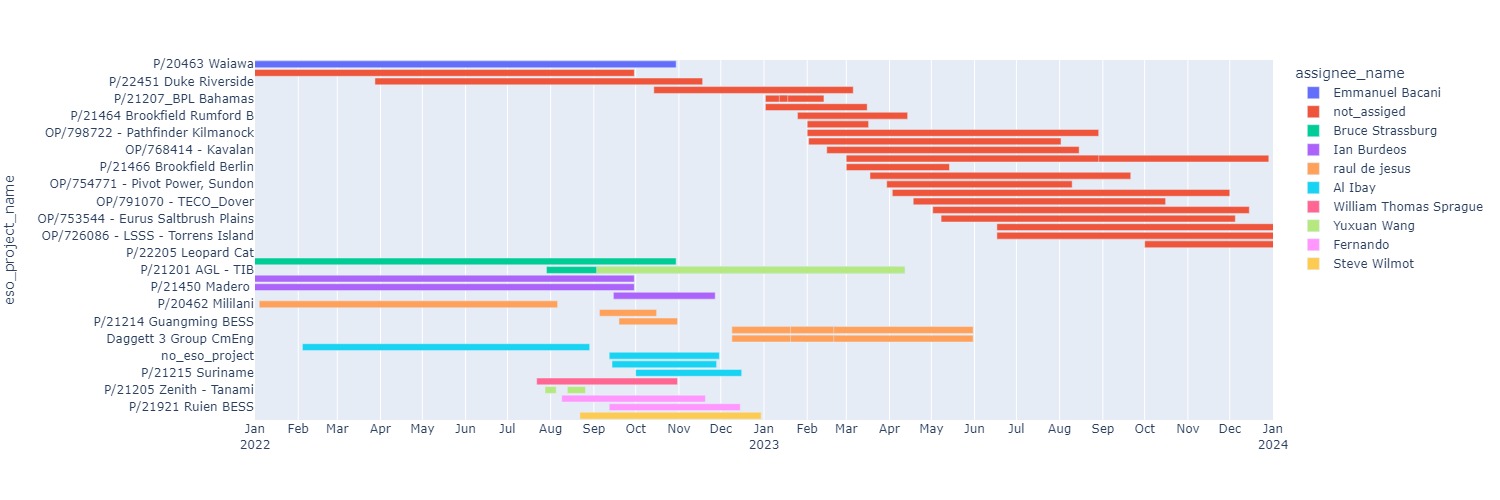 P/20463 Waiawa
P/22451 Duke Riverside
P/21207_BPL Bahamas
P/21464 Brookfield Rumford B
OP/798722 - Pathfinder Kilmanock
OP/768414 - Kavalan
P/21466 Brookfield Berlin
OP/754771 - Pivot Power, Sundon
OP/791070 - TECO_Dover
OP/753544 - Eurus Saltbrush Plains
OP/726086 - LSSS - Torrens Island
P/22205 Leopard Cat
P/21201 AGL - TIB
P/21450 Madero
P/20462 Mililani
P/21214 Guangming BESS
Daggett 3 Group CmEng
no_eso_project
P/21215 Suriname
P/21205 Zenith - Tanami
P/21921 Ruien BESS
eso_project_name
Jan Feb Mar Apr May Jun Jul Aug Sep Oct Nov Dec Jan Feb Mar Apr May Jun Jul Aug Sep Oct Nov Dec Jan
2022 2023 2024
assignee_name
Emmanuel Bacani
not_assiged
Bruce Strassburg
Ian Burdeos
raul de jesus
Al Ibay
William Thomas Sprague
Yuxuan Wang
Fernando
Steve Wilmot